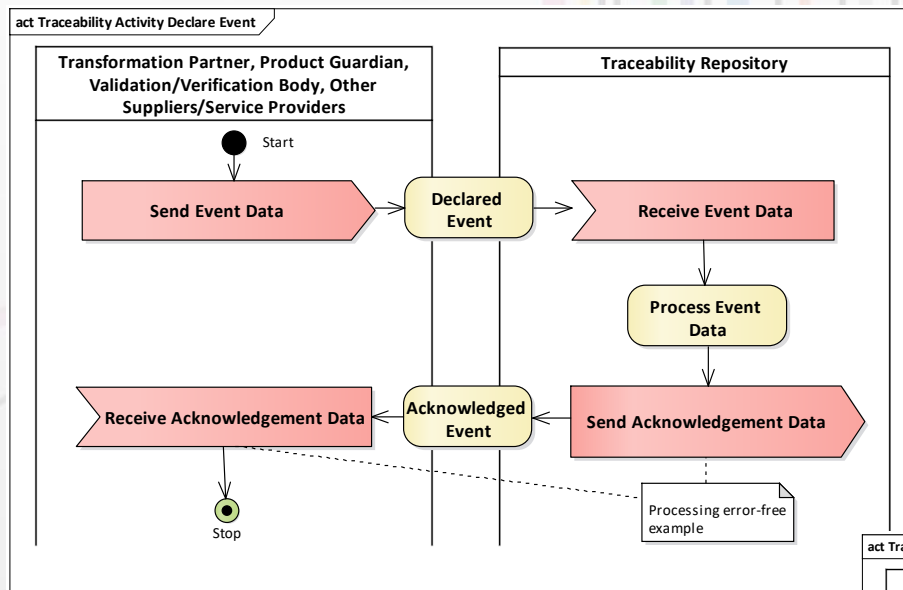 act Traceability Activity Declare Event
Transformation Partner, Product Guardian,
Validation/Verification Body, Other
Suppliers/Service Providers
Traceability Repository
Start
Send Event Data
Declared
Event
Receive Event Data
Process Event
Data
Receive Acknowledgement Data
Acknowledged
Event
Send Acknowledgement Data
Stop
Processing error-free
example
act Tra